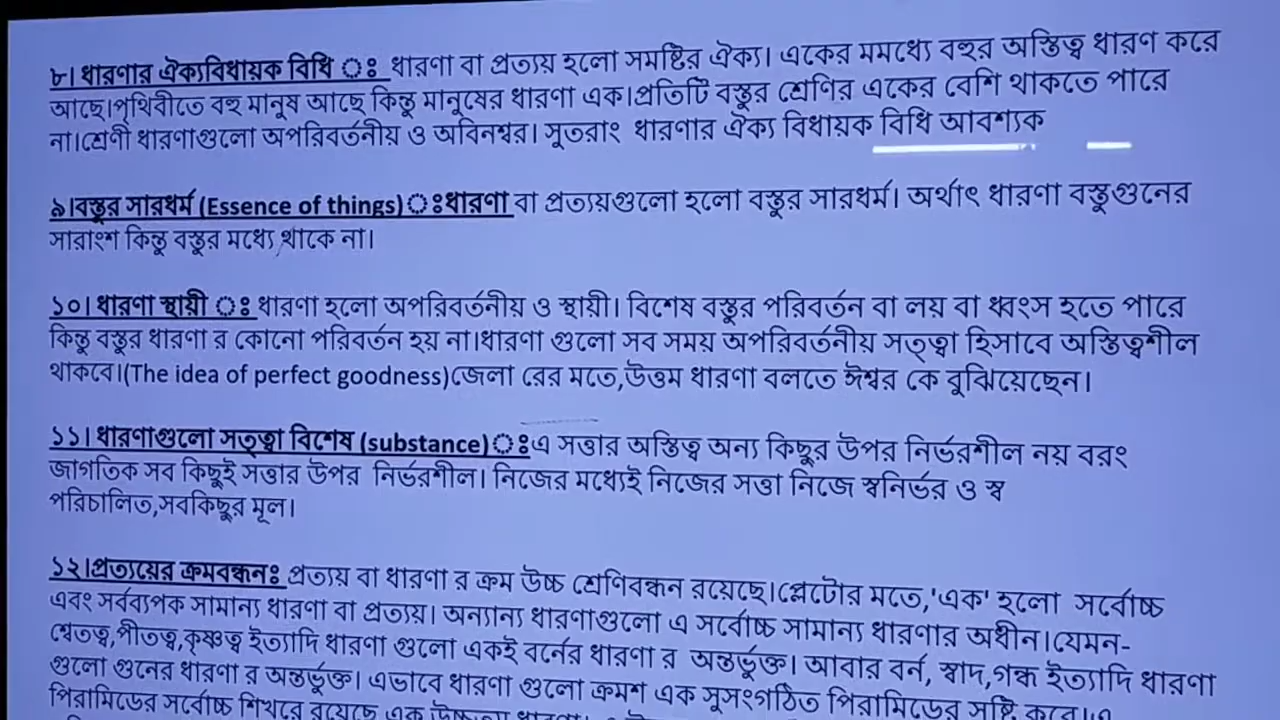 ৮। ধারণার ঐক্যবিধায়ক বিধি ঃ ধারণা বা প্রত্যয় হলো সমষ্টির ঐক্য। একের মমধ্যে বহুর অস্তিত্ব ধারণ করে
আছে।পৃথিবীতে বহু মানুষ আছে কিন্তু মানুষের ধারণা এক।প্রতিটি বস্তুর শ্রেণির একের বেশি থাকতে পারে
না।শ্রেণী ধারণাগুলো অপরিবর্তনীয় ও অবিনশ্বর। সুতরাং ধারণার ঐক্য বিধায়ক বিধি আবশ্যক
৯।বস্তুর সারধর্ম (Essence of things)ঃধারণা বা প্রত্যয়গুলো হলো বস্তুর সারধর্ম। অর্থাৎ ধারণা বস্তুগুনের
সারাংশ কিন্তু বস্তুর মধ্যে থাকে না।
১০। ধারণা স্থায়ী ঃ ধারণা হলো অপরিবর্তনীয় ও স্থায়ী। বিশেষ বস্তুর পরিবর্তন বা লয় বা ধ্বংস হতে পারে
কিন্তু বস্তুর ধারণা র কোনো পরিবর্তন হয় না।ধারণা গুলো সব সময় অপরিবর্তনীয় সত্ত্বা হিসাবে অস্তিত্বশীল
থাকবে।(The idea of perfect goodness)জেলা রের মতে,উত্তম ধারণা বলতে ঈশ্বর কে বুঝিয়েছেন।
১১। ধারণাগুলো সত্ত্বা বিশেষ (substance)ঃএ সত্তার অস্তিত্ব অন্য কিছুর উপর নির্ভরশীল নয় বরং
জাগতিক সব কিছুই সত্তার উপর নির্ভরশীল। নিজের মধ্যেই নিজের সত্তা নিজে স্বনির্ভর ও স্ব
পরিচালিত,সবকিছুর মূল।
১২।প্রত্যয়ের ক্রমবন্ধনঃ প্রত্যয় বা ধারণা র ক্রম উচ্চ শ্রেণিবন্ধন রয়েছে।প্লেটোর মতে,'এক' হলো সর্বোচ্চ
এবং সর্বব্যপক সামান্য ধারণা বা প্রত্যয়। অন্যান্য ধারণাগুলো এ সর্বোচ্চ সামান্য ধারণার অধীন।যেমন-
শ্বেতত্ব,পীতত্ব,কৃষ্ণত্ব ইত্যাদি ধারণা গুলো একই বর্নের ধারণা র অন্তর্ভুক্ত। আবার বর্ন, স্বাদ,গন্ধ ইত্যাদি ধারণা
গুলো গুনের ধারণা র অন্তর্ভুক্ত। এভাবে ধারণা গুলো ক্রমশ এক সুসংগঠিত পিরামিডের সৃষ্টি করে।এ
পিরামিডের সর্বোচ্চ শিখরে রয়েছে এক